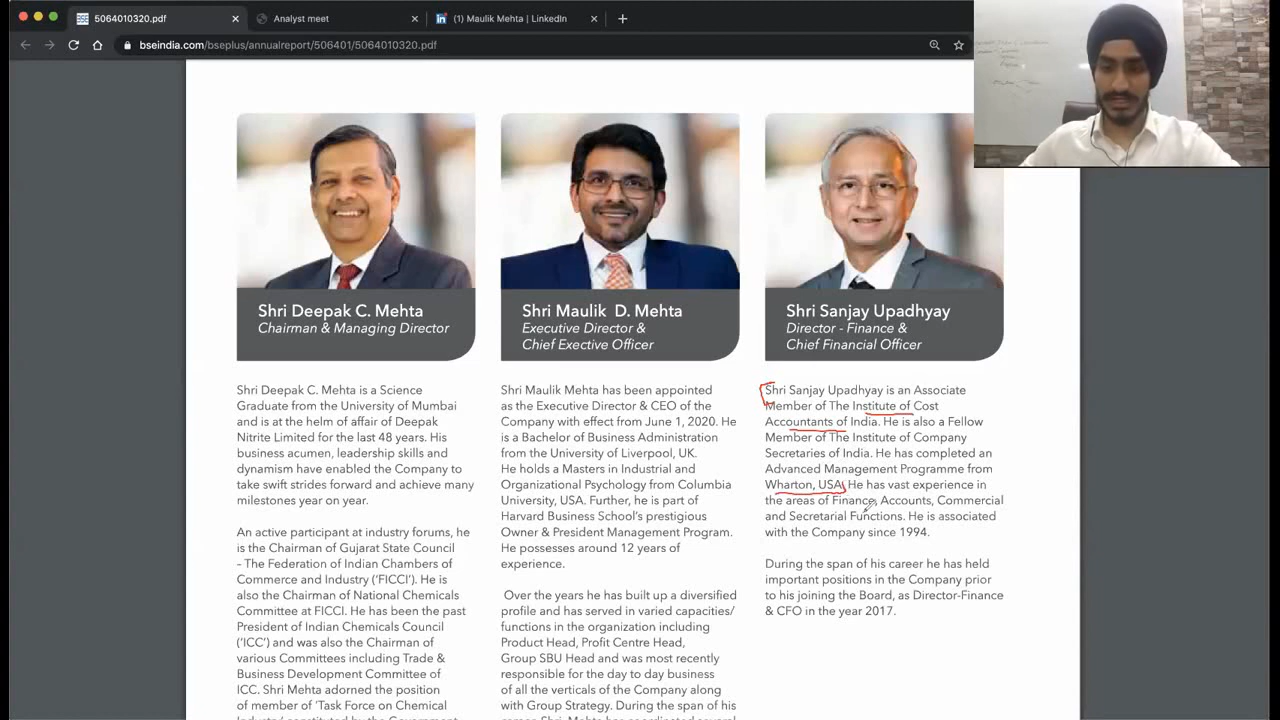 5064010320.pdf
Analyst meet
(1) Maulik Mehta | LinkedIn
bseindia.com/bseplus/annualreport/506401/5064010320.pdf
Shri Deepak C. Mehta
Chairman & Managing Director
Shri Deepak C. Mehta is a Science
Graduate from the University of Mumbai
and is at the helm of affair of Deepak
Nitrite Limited for the last 48 years. His
business acumen, leadership skills and
dynamism have enabled the Company to
take swift strides forward and achieve many
milestones year on year.
An active participant at industry forums, he
is the Chairman of Gujarat State Council
– The Federation of Indian Chambers of
Commerce and Industry (‘FICCI’). He is
also the Chairman of National Chemicals
Committee at FICCI. He has been the past
President of Indian Chemicals Council
(‘ICC’) and was also the Chairman of
various Committees including Trade &
Business Development Committee of
ICC. Shri Mehta adorned the position
of member of ‘Task Force on Chemical
Industry’ constituted by the Government
Shri Maulik D. Mehta
Executive Director &
Chief Exective Officer
Shri Maulik Mehta has been appointed
as the Executive Director & CEO of the
Company with effect from June 1, 2020. He
is a Bachelor of Business Administration
from the University of Liverpool, UK.
He holds a Masters in Industrial and
Organizational Psychology from Columbia
University, USA. Further, he is part of
Harvard Business School’s prestigious
Owner & President Management Program.
He possesses around 12 years of
experience.
Over the years he has built up a diversified
profile and has served in varied capacities/
functions in the organization including
Product Head, Profit Centre Head,
Group SBU Head and was most recently
responsible for the day to day business
of all the verticals of the Company along
with Group Strategy. During the span of his
career Shri. Mehta has coordinated several
Shri Sanjay Upadhyay
Director - Finance &
Chief Financial Officer
Shri Sanjay Upadhyay is an Associate
Member of The Institute of Cost
Accountants of India. He is also a Fellow
Member of The Institute of Company
Secretaries of India. He has completed an
Advanced Management Programme from
Wharton, USA. He has vast experience in
the areas of Finance, Accounts, Commercial
and Secretarial Functions. He is associated
with the Company since 1994.
During the span of his career he has held
important positions in the Company prior
to his joining the Board, as Director-Finance
& CFO in the year 2017.